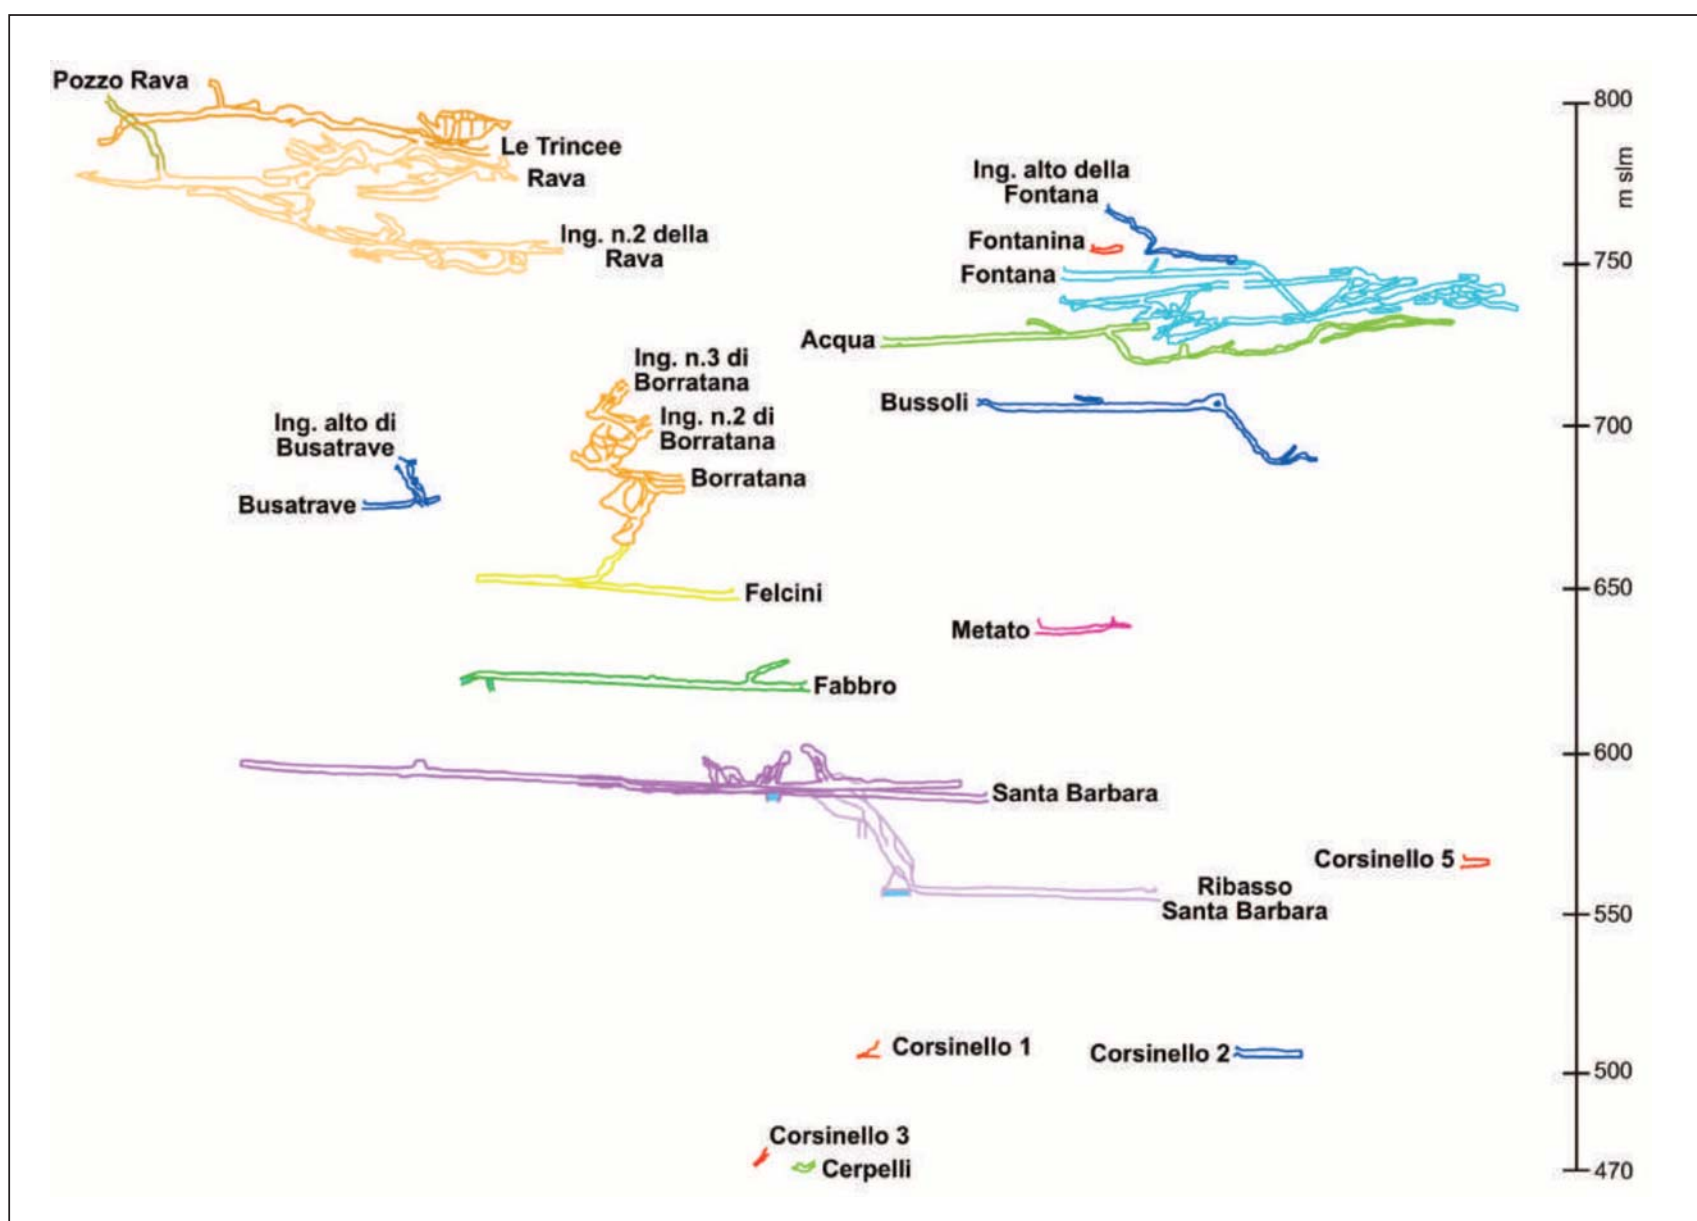 Pozzo Rava
Le Trincee
Rava
Ing. n.2 della
Rava
Ing. alto della
Fontana
Fontanina
Fontana
Acqua
Ing. n.3 di
Borratana
Ing. n.2 di
Borratana
Borratana
Bussoli
Ing. alto di
Busatrave
Busatrave
Felcini
Metato
Fabbro
Santa Barbara
Corsinello 5
Ribasso
Santa Barbara
Corsinello 1
Corsinello 2
Corsinello 3
Cerpelli
800
m slm
750
700
650
600
550
500
470